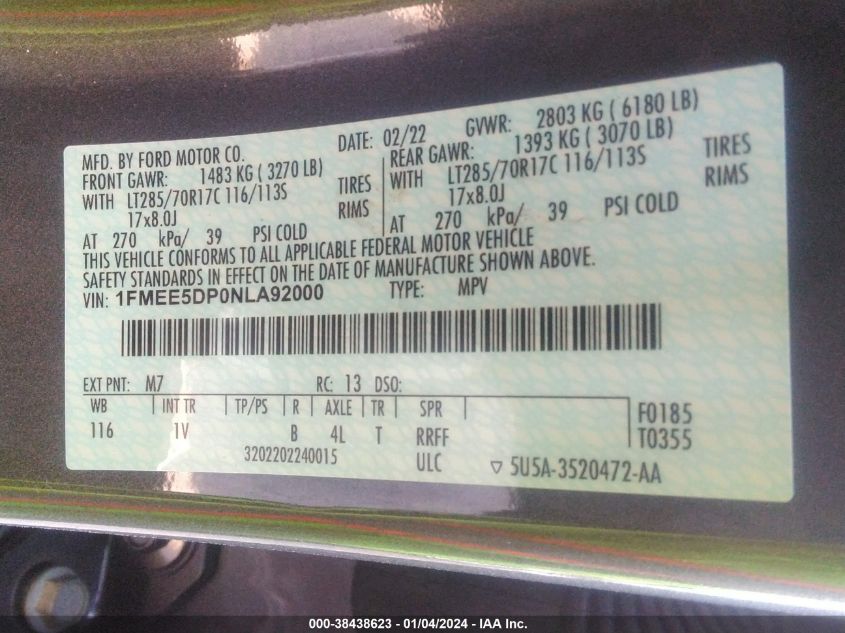 MFD. BY FORD MOTOR CO. DATE: 02/22 GVWR: 2803 KG ( 6180 LB)
FRONT GAWR: 1483 KG ( 3270 LB) REAR GAWR: 1393 KG ( 3070 LB)
WITH LT285/70R17C 116/113S TIRES WITH LT285/70R17C 116/113S TIRES
17x8.0J RIMS 17x8.0J RIMS
AT 270 kPa/ 39 PSI COLD AT 270 kPa/ 39 PSI COLD
THIS VEHICLE CONFORMS TO ALL APPLICABLE FEDERAL MOTOR VEHICLE
SAFETY STANDARDS IN EFFECT ON THE DATE OF MANUFACTURE SHOWN ABOVE.
VIN: 1FMEE5DP0NLA92000 TYPE: MPV
EXT PNT: M7 RC: 13 DSO:
WB INT TR TP/PS R AXLE TR SPR F0185
116 1V B 4L T RRFF T0355
3202202240015 ULC ▽ 5U5A-3520472-AA
000-38438623 - 01/04/2024 - IAA Inc.